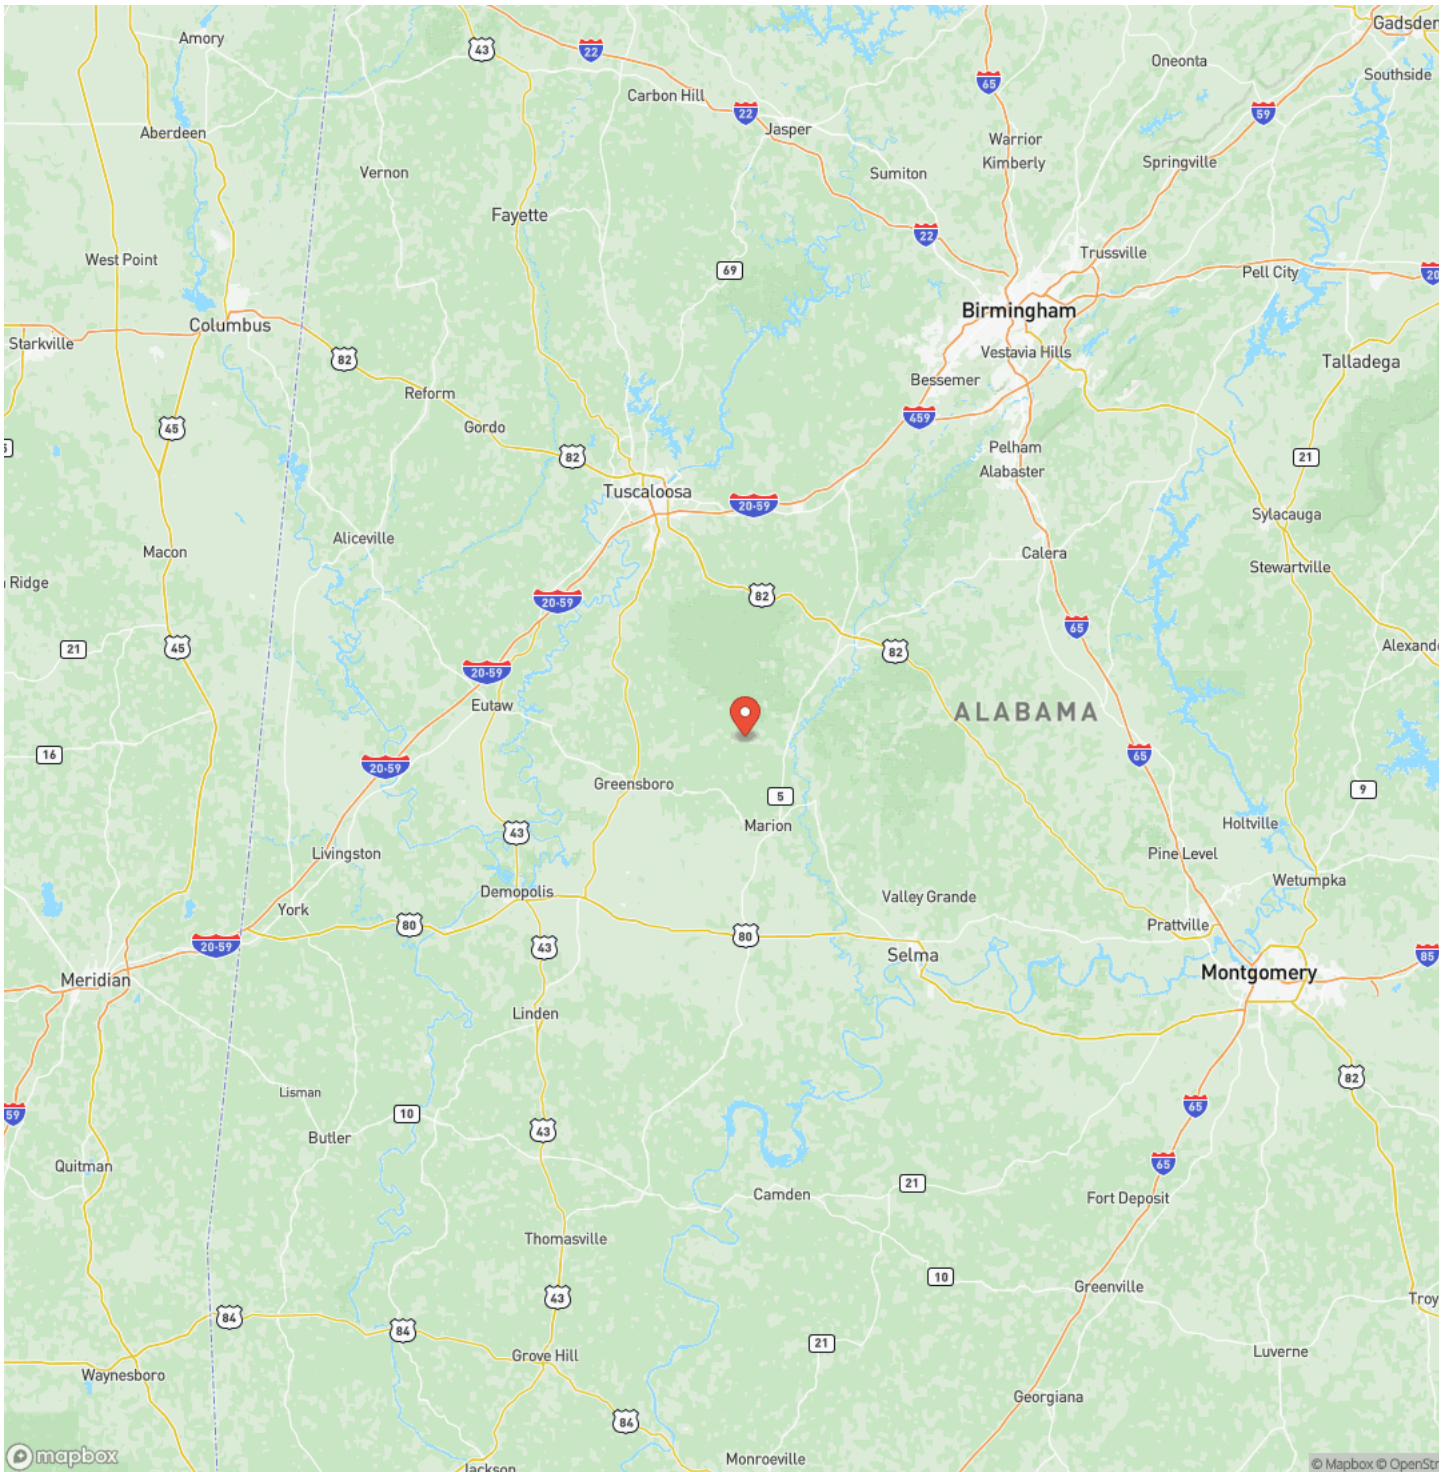 Gadsden
Amory
43
22
Oneonta
Southside
65
Carbon Hill
22
59
Jasper
Aberdeen
Warrior
Kimberly
Springville
Vernon
Sumiton
Fayette
22
Trussville
West Point
69
Pell City
20
Birmingham
Columbus
Starkville
82
Vestavia Hills
Talladega
Bessemer
Reform
459
45
Gordo
Pelham
82
21
Alabaster
Tuscaloosa
20-59
Sylacauga
Aliceville
Macon
Calera
Stewartville
Ridge
20-59
82
65
21
45
82
Alexand
20-59
Eutaw
ALABAMA
16
65
20-59
Greensboro
5
9
Marion
Holtville
43
Livingston
Pine Level
Demopolis
Wetumpka
Valley Grande
York
80
80
Prattville
20-59
43
Selma
85
Meridian
Montgomery
Linden
82
Lisman
65
59
10
43
Butler
Quitman
65
21
Camden
Fort Deposit
Thomasville
10
Greenville
43
Troy
84
84
21
Grove Hill
Luverne
Waynesboro
Georgiana
84
mapbox
Monroeville
Jackson
© Mapbox © OpenStr